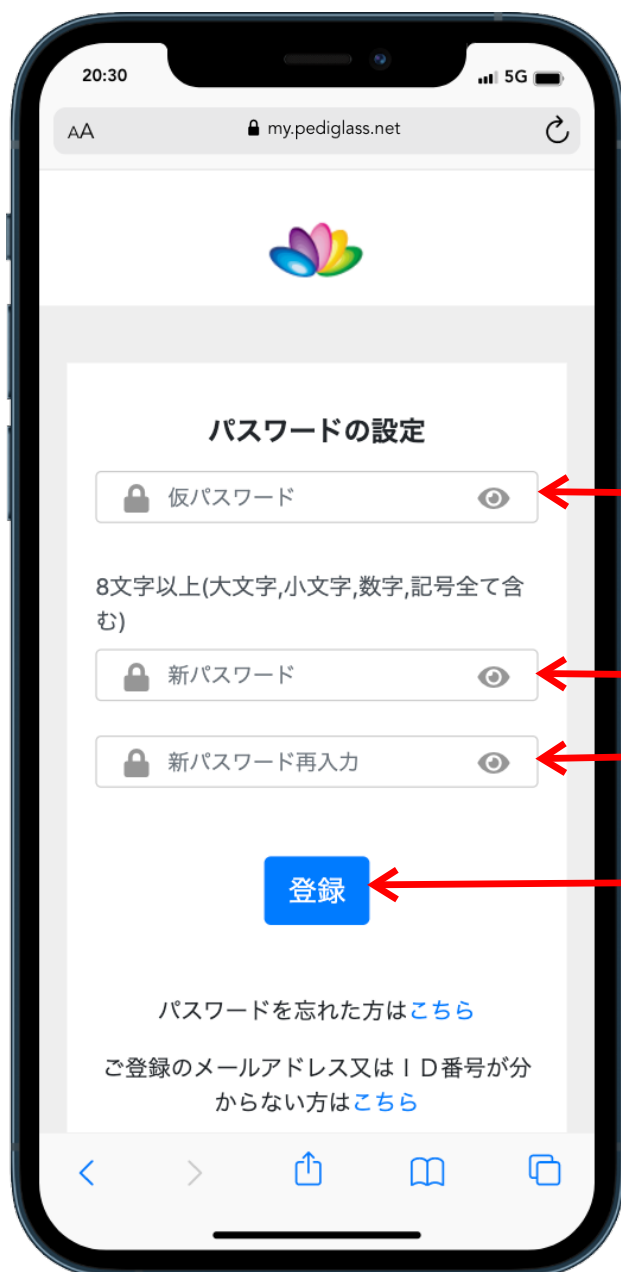 20:30
5G
AA
my.pediglass.net
パスワードの設定
仮パスワード
8文字以上(大文字,小文字,数字,記号全て含
む)
新パスワード
新パスワード再入力
登録
パスワードを忘れた方はこちら
ご登録のメールアドレス又はＩＤ番号が分
からない方はこちら